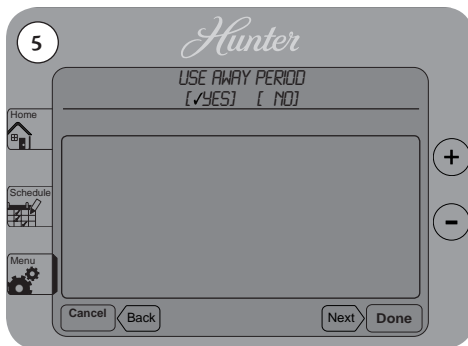 5
Hunter
USE AWAY PERIOD
[✓YES] [ NO]
Home
+
Schedule
-
Menu
Cancel
Back
Next
Done